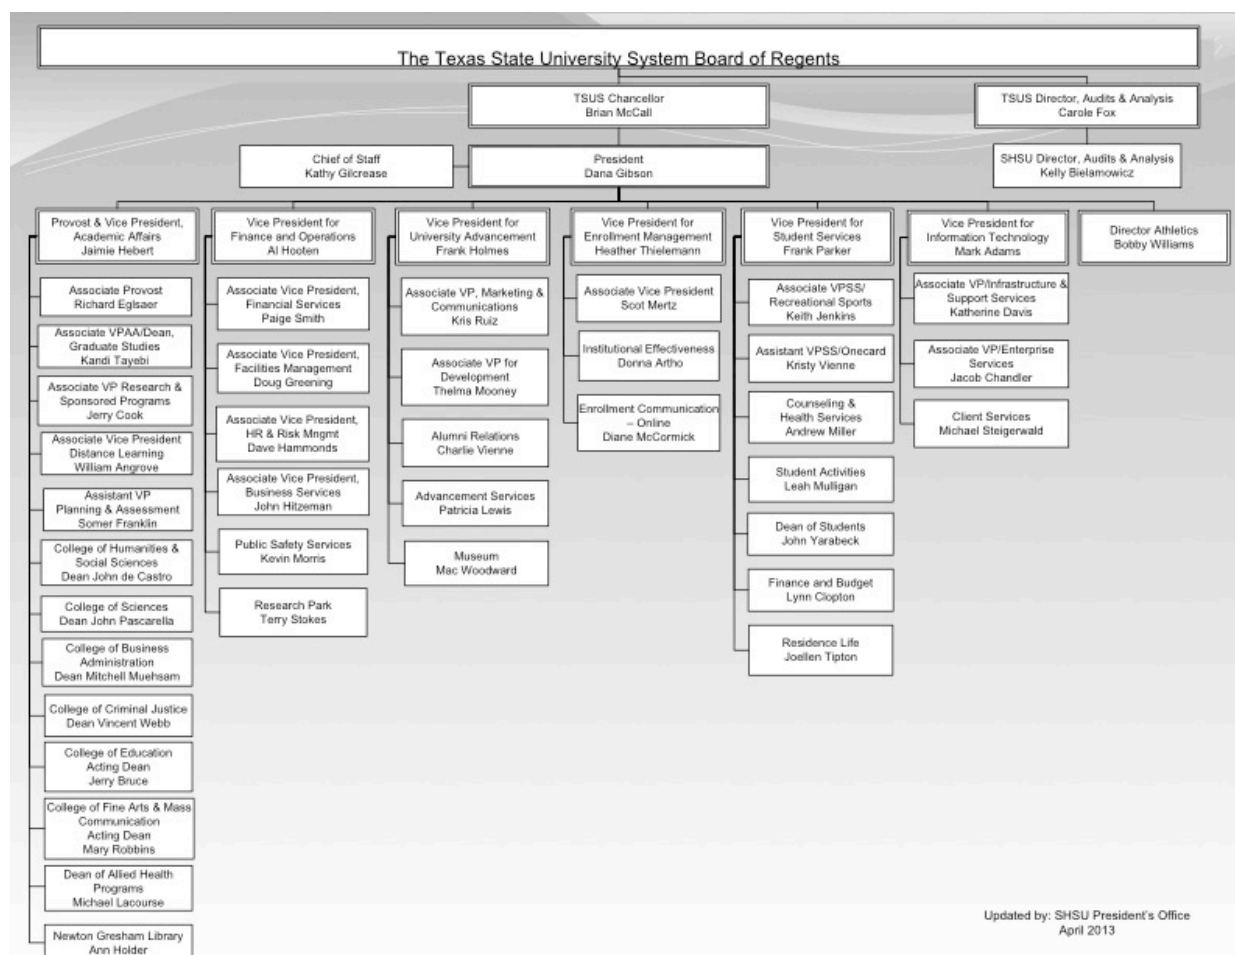 The Texas State University System Board of Regents
TSUS Chancellor
Brian McCall
TSUS Director, Audits & Analysis
Carole Fox
Chief of Staff
Kathy Gilcrease
President
Dana Gibson
SHSU Director, Audits & Analysis
Kelly Bielamowicz
Provost & Vice President,
Academic Affairs
Jaimie Hebert
Vice President for
Finance and Operations
Al Hooten
Vice President for
University Advancement
Frank Holmes
Vice President for
Enrollment Management
Heather Thielemann
Vice President for
Student Services
Frank Parker
Vice President for
Information Technology
Mark Adams
Director Athletics
Bobby Williams
Associate Provost
Richard Eglsaer
Associate VPAA/Dean,
Graduate Studies
Kandi Tayebi
Associate VP Research &
Sponsored Programs
Jerry Cook
Associate Vice President
Distance Learning
William Angrove
Assistant VP
Planning & Assessment
Somer Franklin
College of Humanities &
Social Sciences
Dean John de Castro
College of Sciences
Dean John Pascarella
College of Business
Administration
Dean Mitchell Muehsam
College of Criminal Justice
Dean Vincent Webb
College of Education
Acting Dean
Jerry Bruce
College of Fine Arts & Mass
Communication
Acting Dean
Mary Robbins
Dean of Allied Health
Programs
Michael Lacourse
Newton Gresham Library
Ann Holder
Associate Vice President,
Financial Services
Paige Smith
Associate Vice President,
Facilities Management
Doug Greening
Associate Vice President,
HR & Risk Mngmt
Dave Hammonds
Associate Vice President,
Business Services
John Hitzeman
Public Safety Services
Kevin Morris
Research Park
Terry Stokes
Associate VP, Marketing &
Communications
Kris Ruiz
Associate VP for
Development
Thelma Mooney
Alumni Relations
Charlie Vienne
Advancement Services
Patricia Lewis
Museum
Mac Woodward
Associate Vice President
Scot Mertz
Institutional Effectiveness
Donna Artho
Enrollment Communication
– Online
Diane McCormick
Associate VPSS/
Recreational Sports
Keith Jenkins
Assistant VPSS/Onecard
Kristy Vienne
Counseling &
Health Services
Andrew Miller
Student Activities
Leah Mulligan
Dean of Students
John Yarabeck
Finance and Budget
Lynn Clopton
Residence Life
Joellen Tipton
Associate VP/Infrastructure &
Support Services
Katherine Davis
Associate VP/Enterprise
Services
Jacob Chandler
Client Services
Michael Steigerwald
Updated by: SHSU President's Office
April 2013